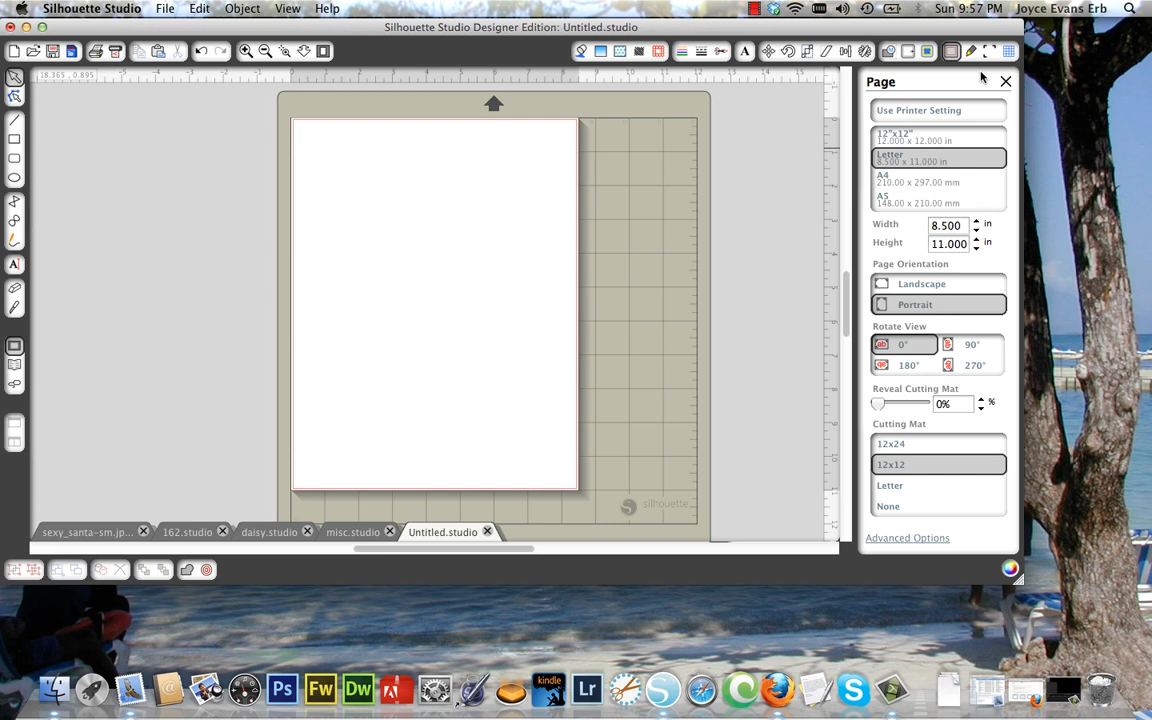 Silhouette Studio File Edit Object View Help Sun 9:57 PM Joyce Evans Erb
Silhouette Studio Designer Edition: Untitled.studio
18.365 , 0.895
Page
Use Printer Setting
12"x12"
12.000 x 12.000 in
Letter
8.500 x 11.000 in
A4
210.00 x 297.00 mm
A5
148.00 x 210.00 mm
Width 8.500 in
Height 11.000 in
Page Orientation
Landscape
Portrait
Rotate View
0° 90°
180° 270°
Reveal Cutting Mat
0% %
Cutting Mat
12x24
12x12
Letter
None
Advanced Options
silhouette
sexy_santa-sm.jp... 162.studio daisy.studio misc.studio Untitled.studio
Ps Fw Dw kindle Lr